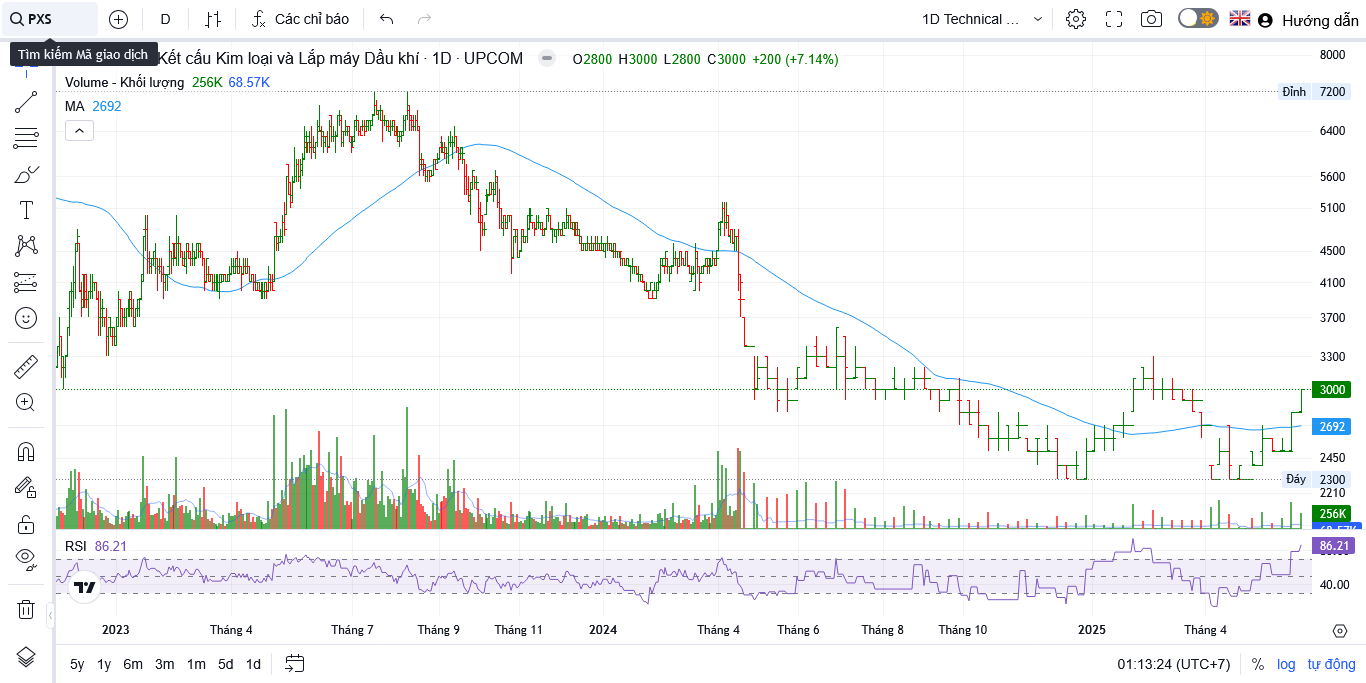 PXS D Các chỉ báo 1D Technical ... Hướng dẫn
Tìm kiếm Mã giao dịch
Kết cấu Kim loại và Lắp máy Dầu khí · 1D · UPCOM O2800 H3000 L2800 C3000 +200 (+7.14%)
Volume - Khối lượng 256K 68.57K
MA 2692
8000
Đỉnh 7200
6400
5600
5100
4500
4100
3700
3300
3000
2692
2450
Đáy 2300
2210
256K
68.57K
RSI 86.21
86.21
40.00
2023 Tháng 4 Tháng 7 Tháng 9 Tháng 11 2024 Tháng 4 Tháng 6 Tháng 8 Tháng 10 2025 Tháng 4
5y 1y 6m 3m 1m 5d 1d 01:13:24 (UTC+7) % log tự động